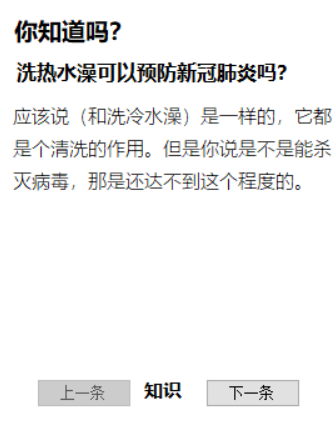 你知道吗？
洗热水澡可以预防新冠肺炎吗？
应该说（和洗冷水澡）是一样的，它都
是个清洗的作用。但是你说是不是能杀
灭病毒，那是还达不到这个程度的。
上一条 知识 下一条